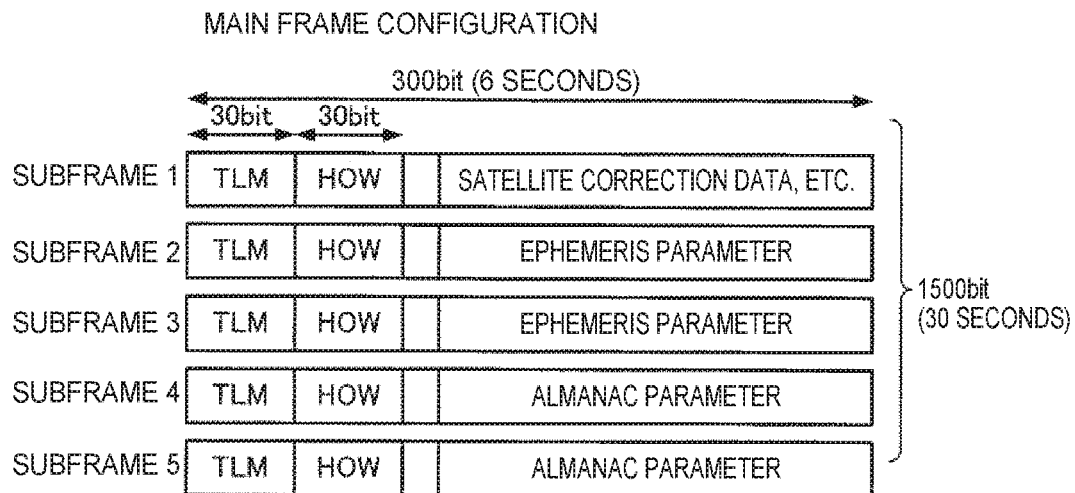 MAIN FRAME CONFIGURATION
300bit (6 SECONDS)
30bit 30bit
SUBFRAME 1 TLM HOW SATELLITE CORRECTION DATA, ETC.
SUBFRAME 2 TLM HOW EPHEMERIS PARAMETER
SUBFRAME 3 TLM HOW EPHEMERIS PARAMETER
1500bit
(30 SECONDS)
SUBFRAME 4 TLM HOW ALMANAC PARAMETER
SUBFRAME 5 TLM HOW ALMANAC PARAMETER